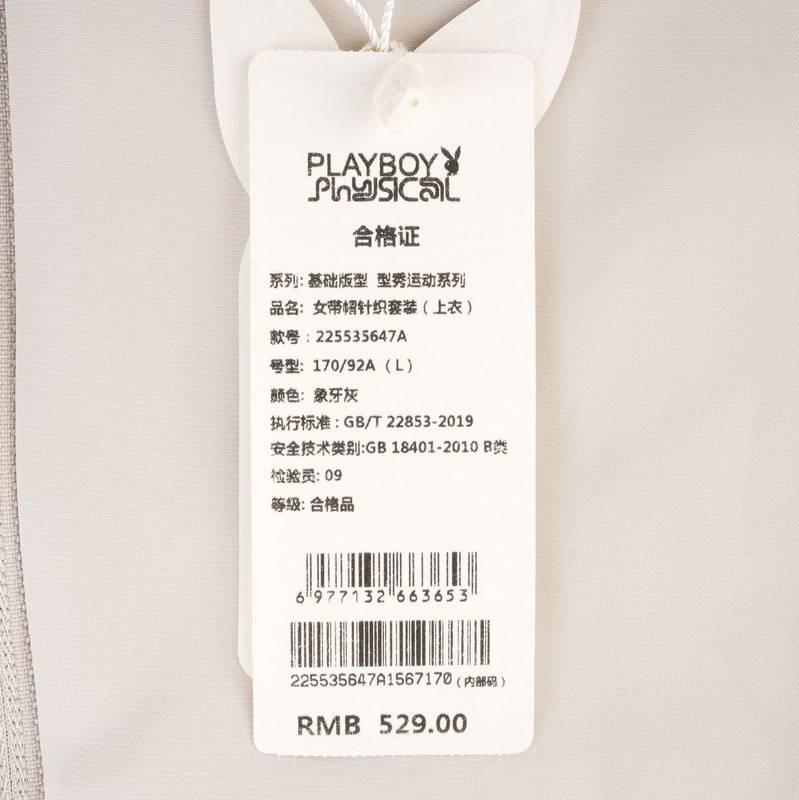 PLAYBOY
Physical
合格证
系列: 基础版型 型秀运动系列
品名: 女带帽针织套装（上衣）
款号：225535647A
号型: 170/92A （L）
颜色: 象牙灰
执行标准：GB/T 22853-2019
安全技术类别:GB 18401-2010 B类
检验员: 09
等级: 合格品
6 977132 663653
225535647A1567170（内部码）
RMB 529.00